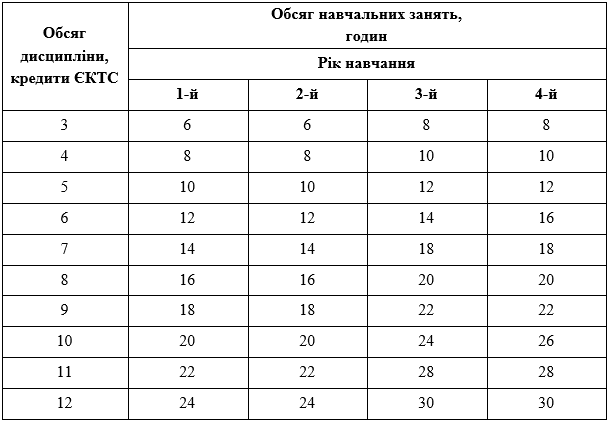 Обсяг
дисципліни,
кредити ЄКТС
Обсяг навчальних занять,
годин
Рік навчання
1-й 2-й 3-й 4-й
3 6 6 8 8
4 8 8 10 10
5 10 10 12 12
6 12 12 14 16
7 14 14 18 18
8 16 16 20 20
9 18 18 22 22
10 20 20 24 26
11 22 22 28 28
12 24 24 30 30